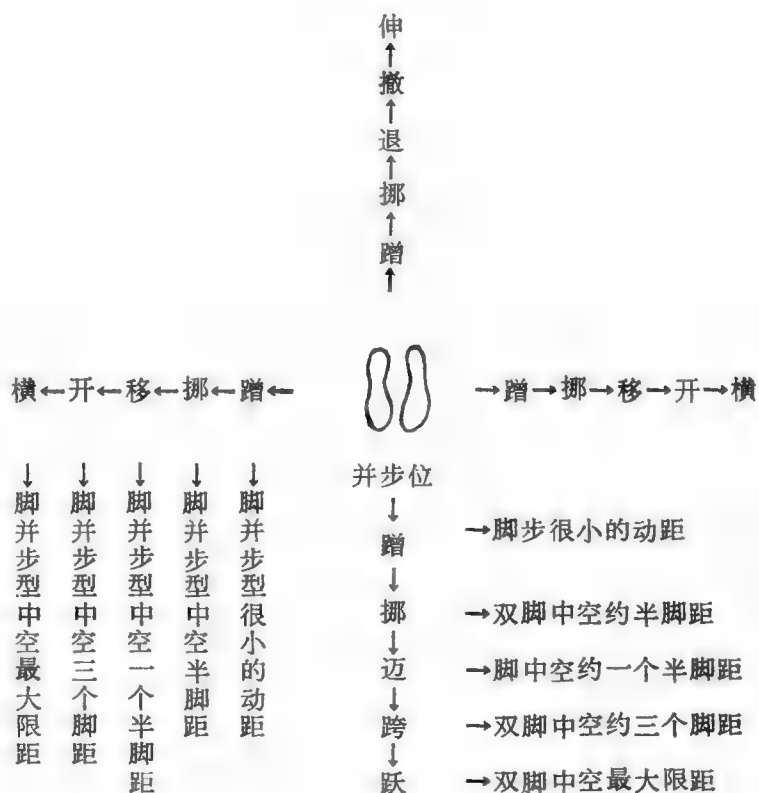 伸
↑
撤
↑
退
↑
挪
↑
蹭
↑
横←开←移←挪←蹭←
→蹭→挪→移→开→横
并步位
↓
蹭
↓
挪
↓
迈
↓
跨
↓
跃
→脚步很小的动距
→双脚中空约半脚距
→脚中空约一个半脚距
→双脚中空约三个脚距
→双脚中空最大限距
↓脚并步型中空最大限距
↓脚并步型中空三个脚距
↓脚并步型中空一个半脚距
↓脚并步型中空半脚距
↓脚并步型很小的动距